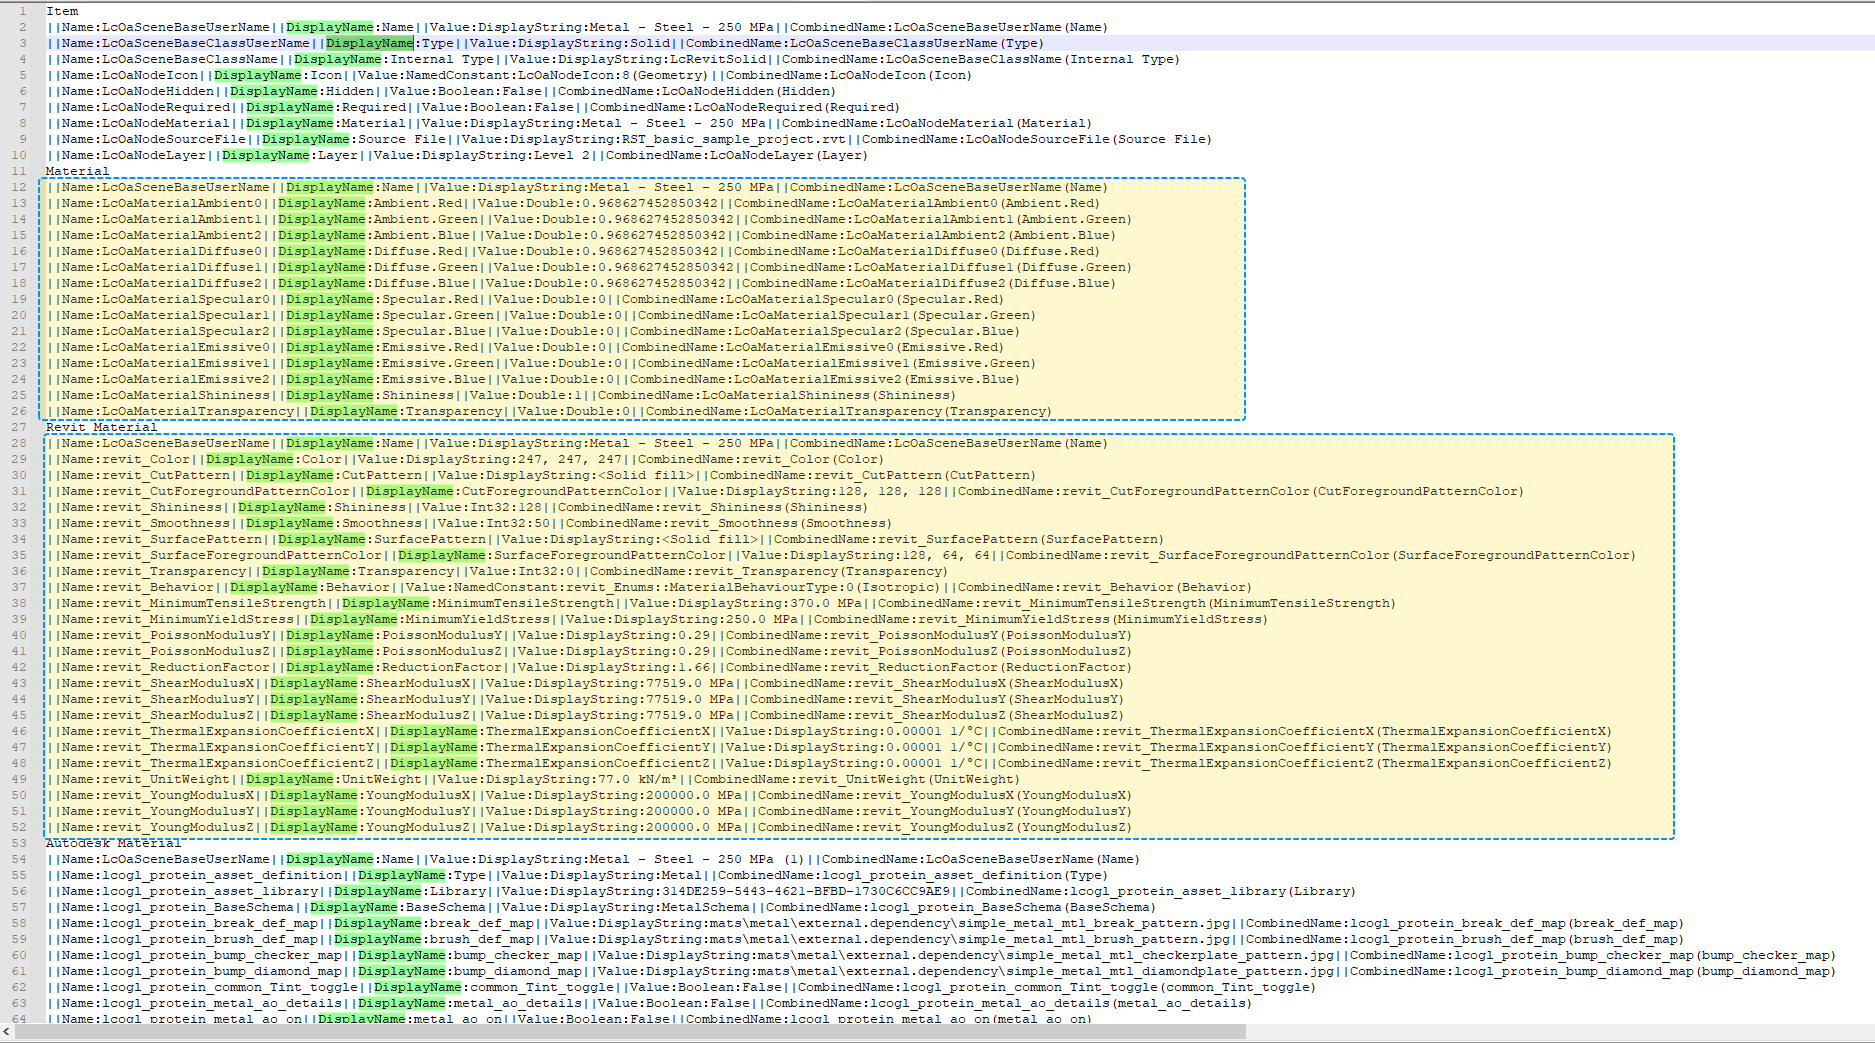 1 Item
2 ||Name:LcOaSceneBaseUserName||DisplayName:Name||Value:DisplayString:Metal - Steel - 250 MPa||CombinedName:LcOaSceneBaseUserName(Name)
3 ||Name:LcOaSceneBaseClassUserName||DisplayName:Type||Value:DisplayString:Solid||CombinedName:LcOaSceneBaseClassUserName(Type)
4 ||Name:LcOaSceneBaseClassName||DisplayName:Internal Type||Value:DisplayString:LcRevitSolid||CombinedName:LcOaSceneBaseClassName(Internal Type)
5 ||Name:LcOaNodeIcon||DisplayName:Icon||Value:NamedConstant:LcOaNodeIcon:8(Geometry)||CombinedName:LcOaNodeIcon(Icon)
6 ||Name:LcOaNodeHidden||DisplayName:Hidden||Value:Boolean:False||CombinedName:LcOaNodeHidden(Hidden)
7 ||Name:LcOaNodeRequired||DisplayName:Required||Value:Boolean:False||CombinedName:LcOaNodeRequired(Required)
8 ||Name:LcOaNodeMaterial||DisplayName:Material||Value:DisplayString:Metal - Steel - 250 MPa||CombinedName:LcOaNodeMaterial(Material)
9 ||Name:LcOaNodeSourceFile||DisplayName:Source File||Value:DisplayString:RST_basic_sample_project.rvt||CombinedName:LcOaNodeSourceFile(Source File)
10 ||Name:LcOaNodeLayer||DisplayName:Layer||Value:DisplayString:Level 2||CombinedName:LcOaNodeLayer(Layer)
11 Material
12 ||Name:LcOaSceneBaseUserName||DisplayName:Name||Value:DisplayString:Metal - Steel - 250 MPa||CombinedName:LcOaSceneBaseUserName(Name)
13 ||Name:LcOaMaterialAmbient0||DisplayName:Ambient.Red||Value:Double:0.968627452850342||CombinedName:LcOaMaterialAmbient0(Ambient.Red)
14 ||Name:LcOaMaterialAmbient1||DisplayName:Ambient.Green||Value:Double:0.968627452850342||CombinedName:LcOaMaterialAmbient1(Ambient.Green)
15 ||Name:LcOaMaterialAmbient2||DisplayName:Ambient.Blue||Value:Double:0.968627452850342||CombinedName:LcOaMaterialAmbient2(Ambient.Blue)
16 ||Name:LcOaMaterialDiffuse0||DisplayName:Diffuse.Red||Value:Double:0.968627452850342||CombinedName:LcOaMaterialDiffuse0(Diffuse.Red)
17 ||Name:LcOaMaterialDiffuse1||DisplayName:Diffuse.Green||Value:Double:0.968627452850342||CombinedName:LcOaMaterialDiffuse1(Diffuse.Green)
18 ||Name:LcOaMaterialDiffuse2||DisplayName:Diffuse.Blue||Value:Double:0.968627452850342||CombinedName:LcOaMaterialDiffuse2(Diffuse.Blue)
19 ||Name:LcOaMaterialSpecular0||DisplayName:Specular.Red||Value:Double:0||CombinedName:LcOaMaterialSpecular0(Specular.Red)
20 ||Name:LcOaMaterialSpecular1||DisplayName:Specular.Green||Value:Double:0||CombinedName:LcOaMaterialSpecular1(Specular.Green)
21 ||Name:LcOaMaterialSpecular2||DisplayName:Specular.Blue||Value:Double:0||CombinedName:LcOaMaterialSpecular2(Specular.Blue)
22 ||Name:LcOaMaterialEmissive0||DisplayName:Emissive.Red||Value:Double:0||CombinedName:LcOaMaterialEmissive0(Emissive.Red)
23 ||Name:LcOaMaterialEmissive1||DisplayName:Emissive.Green||Value:Double:0||CombinedName:LcOaMaterialEmissive1(Emissive.Green)
24 ||Name:LcOaMaterialEmissive2||DisplayName:Emissive.Blue||Value:Double:0||CombinedName:LcOaMaterialEmissive2(Emissive.Blue)
25 ||Name:LcOaMaterialShininess||DisplayName:Shininess||Value:Double:1||CombinedName:LcOaMaterialShininess(Shininess)
26 ||Name:LcOaMaterialTransparency||DisplayName:Transparency||Value:Double:0||CombinedName:LcOaMaterialTransparency(Transparency)
27 Revit Material
28 ||Name:LcOaSceneBaseUserName||DisplayName:Name||Value:DisplayString:Metal - Steel - 250 MPa||CombinedName:LcOaSceneBaseUserName(Name)
29 ||Name:revit_Color||DisplayName:Color||Value:DisplayString:247, 247, 247||CombinedName:revit_Color(Color)
30 ||Name:revit_CutPattern||DisplayName:CutPattern||Value:DisplayString:<Solid fill>||CombinedName:revit_CutPattern(CutPattern)
31 ||Name:revit_CutForegroundPatternColor||DisplayName:CutForegroundPatternColor||Value:DisplayString:128, 128, 128||CombinedName:revit_CutForegroundPatternColor(CutForegroundPatternColor)
32 ||Name:revit_Shininess||DisplayName:Shininess||Value:Int32:128||CombinedName:revit_Shininess(Shininess)
33 ||Name:revit_Smoothness||DisplayName:Smoothness||Value:Int32:50||CombinedName:revit_Smoothness(Smoothness)
34 ||Name:revit_SurfacePattern||DisplayName:SurfacePattern||Value:DisplayString:<Solid fill>||CombinedName:revit_SurfacePattern(SurfacePattern)
35 ||Name:revit_SurfaceForegroundPatternColor||DisplayName:SurfaceForegroundPatternColor||Value:DisplayString:128, 64, 64||CombinedName:revit_SurfaceForegroundPatternColor(SurfaceForegroundPatternColor)
36 ||Name:revit_Transparency||DisplayName:Transparency||Value:Int32:0||CombinedName:revit_Transparency(Transparency)
37 ||Name:revit_Behavior||DisplayName:Behavior||Value:NamedConstant:revit_Enums::MaterialBehaviourType:0(Isotropic)||CombinedName:revit_Behavior(Behavior)
38 ||Name:revit_MinimumTensileStrength||DisplayName:MinimumTensileStrength||Value:DisplayString:370.0 MPa||CombinedName:revit_MinimumTensileStrength(MinimumTensileStrength)
39 ||Name:revit_MinimumYieldStress||DisplayName:MinimumYieldStress||Value:DisplayString:250.0 MPa||CombinedName:revit_MinimumYieldStress(MinimumYieldStress)
40 ||Name:revit_PoissonModulusY||DisplayName:PoissonModulusY||Value:DisplayString:0.29||CombinedName:revit_PoissonModulusY(PoissonModulusY)
41 ||Name:revit_PoissonModulusZ||DisplayName:PoissonModulusZ||Value:DisplayString:0.29||CombinedName:revit_PoissonModulusZ(PoissonModulusZ)
42 ||Name:revit_ReductionFactor||DisplayName:ReductionFactor||Value:DisplayString:1.66||CombinedName:revit_ReductionFactor(ReductionFactor)
43 ||Name:revit_ShearModulusX||DisplayName:ShearModulusX||Value:DisplayString:77519.0 MPa||CombinedName:revit_ShearModulusX(ShearModulusX)
44 ||Name:revit_ShearModulusY||DisplayName:ShearModulusY||Value:DisplayString:77519.0 MPa||CombinedName:revit_ShearModulusY(ShearModulusY)
45 ||Name:revit_ShearModulusZ||DisplayName:ShearModulusZ||Value:DisplayString:77519.0 MPa||CombinedName:revit_ShearModulusZ(ShearModulusZ)
46 ||Name:revit_ThermalExpansionCoefficientX||DisplayName:ThermalExpansionCoefficientX||Value:DisplayString:0.00001 1/°C||CombinedName:revit_ThermalExpansionCoefficientX(ThermalExpansionCoefficientX)
47 ||Name:revit_ThermalExpansionCoefficientY||DisplayName:ThermalExpansionCoefficientY||Value:DisplayString:0.00001 1/°C||CombinedName:revit_ThermalExpansionCoefficientY(ThermalExpansionCoefficientY)
48 ||Name:revit_ThermalExpansionCoefficientZ||DisplayName:ThermalExpansionCoefficientZ||Value:DisplayString:0.00001 1/°C||CombinedName:revit_ThermalExpansionCoefficientZ(ThermalExpansionCoefficientZ)
49 ||Name:revit_UnitWeight||DisplayName:UnitWeight||Value:DisplayString:77.0 kN/m³||CombinedName:revit_UnitWeight(UnitWeight)
50 ||Name:revit_YoungModulusX||DisplayName:YoungModulusX||Value:DisplayString:200000.0 MPa||CombinedName:revit_YoungModulusX(YoungModulusX)
51 ||Name:revit_YoungModulusY||DisplayName:YoungModulusY||Value:DisplayString:200000.0 MPa||CombinedName:revit_YoungModulusY(YoungModulusY)
52 ||Name:revit_YoungModulusZ||DisplayName:YoungModulusZ||Value:DisplayString:200000.0 MPa||CombinedName:revit_YoungModulusZ(YoungModulusZ)
53 Autodesk Material
54 ||Name:LcOaSceneBaseUserName||DisplayName:Name||Value:DisplayString:Metal - Steel - 250 MPa (1)||CombinedName:LcOaSceneBaseUserName(Name)
55 ||Name:lcogl_protein_asset_definition||DisplayName:Type||Value:DisplayString:Metal||CombinedName:lcogl_protein_asset_definition(Type)
56 ||Name:lcogl_protein_asset_library||DisplayName:Library||Value:DisplayString:314DE259-5443-4621-BFBD-1730C6CC9AE9||CombinedName:lcogl_protein_asset_library(Library)
57 ||Name:lcogl_protein_BaseSchema||DisplayName:BaseSchema||Value:DisplayString:MetalSchema||CombinedName:lcogl_protein_BaseSchema(BaseSchema)
58 ||Name:lcogl_protein_break_def_map||DisplayName:break_def_map||Value:DisplayString:mats\metal\external.dependency\simple_metal_mtl_break_pattern.jpg||CombinedName:lcogl_protein_break_def_map(break_def_map)
59 ||Name:lcogl_protein_brush_def_map||DisplayName:brush_def_map||Value:DisplayString:mats\metal\external.dependency\simple_metal_mtl_brush_pattern.jpg||CombinedName:lcogl_protein_brush_def_map(brush_def_map)
60 ||Name:lcogl_protein_bump_checker_map||DisplayName:bump_checker_map||Value:DisplayString:mats\metal\external.dependency\simple_metal_mtl_checkerplate_pattern.jpg||CombinedName:lcogl_protein_bump_checker_map(bump_checker_map)
61 ||Name:lcogl_protein_bump_diamond_map||DisplayName:bump_diamond_map||Value:DisplayString:mats\metal\external.dependency\simple_metal_mtl_diamondplate_pattern.jpg||CombinedName:lcogl_protein_bump_diamond_map(bump_diamond_map)
62 ||Name:lcogl_protein_common_Tint_toggle||DisplayName:common_Tint_toggle||Value:Boolean:False||CombinedName:lcogl_protein_common_Tint_toggle(common_Tint_toggle)
63 ||Name:lcogl_protein_metal_ao_details||DisplayName:metal_ao_details||Value:Boolean:False||CombinedName:lcogl_protein_metal_ao_details(metal_ao_details)
64 ||Name:lcogl_protein_metal_ao_on||DisplayName:metal_ao_on||Value:Boolean:False||CombinedName:lcogl_protein_metal_ao_on(metal_ao_on)